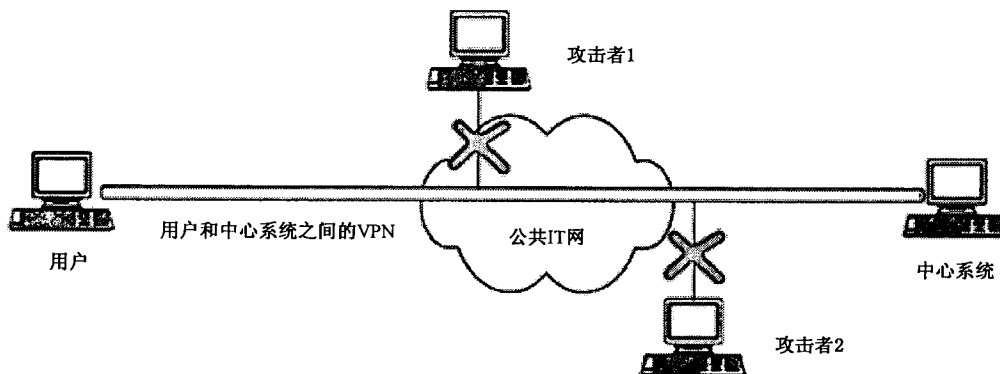 攻击者1
用户和中心系统之间的VPN
公共IT网
用户
中心系统
攻击者2